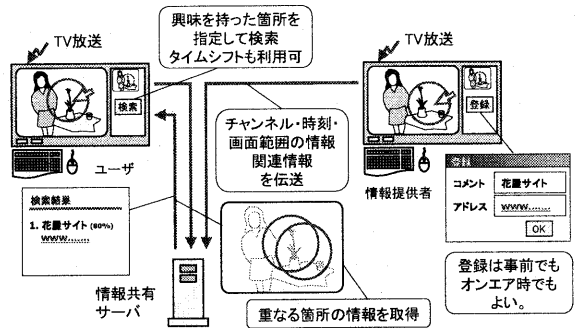 TV放送
興味を持った箇所を
指定して検索
タイムシフトも利用可
TV放送
検索
登録
チャンネル・時刻・
画面範囲の情報
関連情報
を伝送
ユーザ
情報提供者
登録
コメント 花屋サイト
アドレス www.......
OK
検索結果
1. 花屋サイト (80%)
www.......
情報共有
サーバ
重なる箇所の情報を取得
登録は事前でも
オンエア時でも
よい。